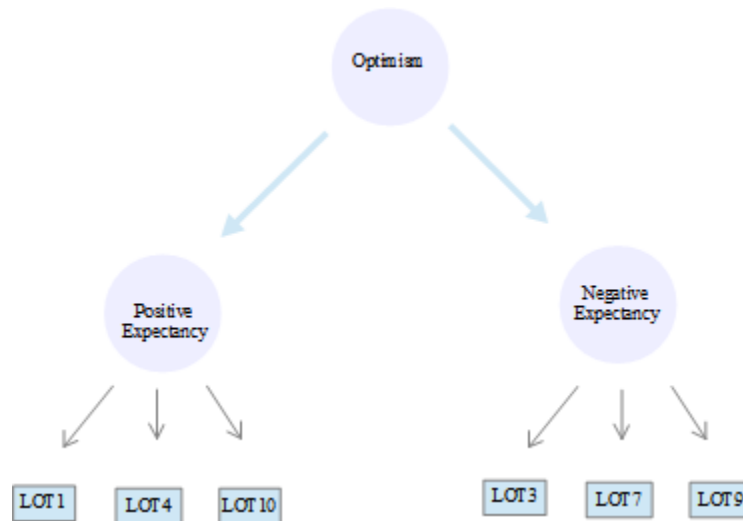 Optimism
Positive
Expectancy
Negative
Expectancy
LOT1
LOT4
LOT10
LOT3
LOT7
LOT9